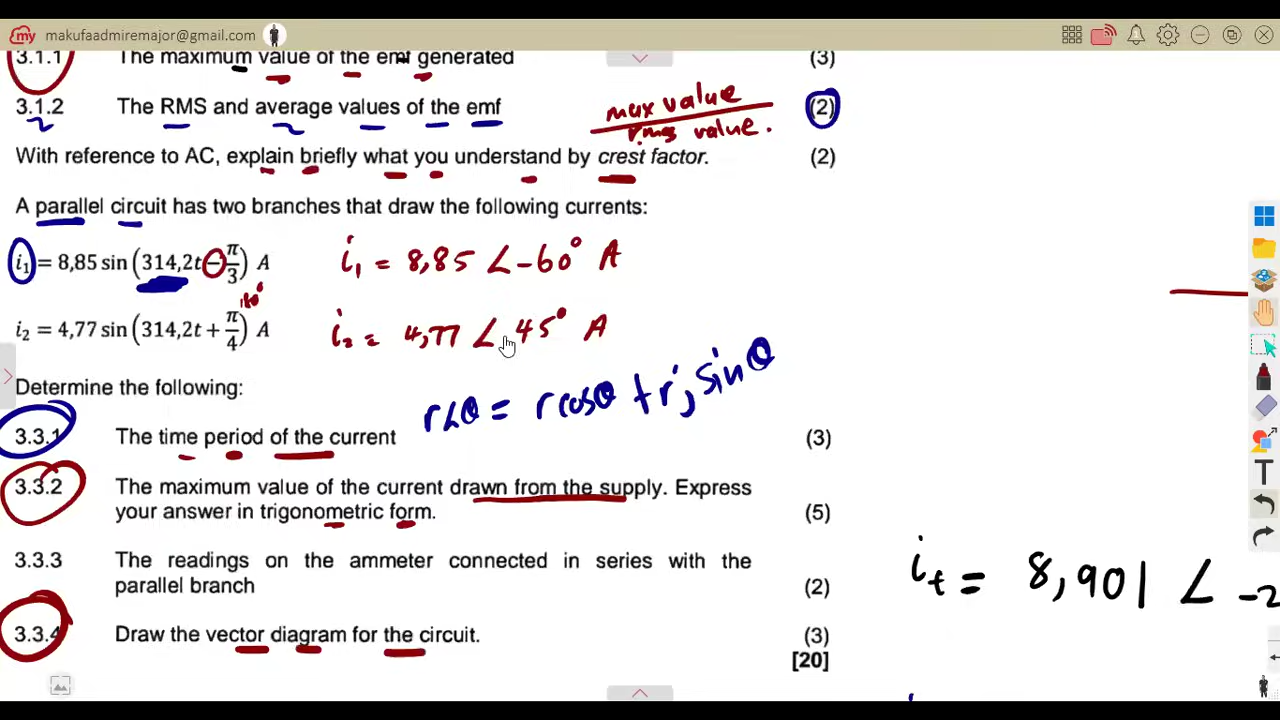 my makufaadmiremajor@gmail.com
3.1.1 The maximum value of the emf generated (3)
3.1.2 The RMS and average values of the emf (2)
max value
rms value.
With reference to AC, explain briefly what you understand by crest factor. (2)
A parallel circuit has two branches that draw the following currents:
i₁ = 8,85 sin (314,2t − π/3) A
i₁ = 8,85 ∠ -60° A
180°
i₂ = 4,77 sin (314,2t + π/4) A
i₂ = 4,77 ∠ 45° A
Determine the following:
r∠θ = r cosθ + r j sinθ
3.3.1 The time period of the current (3)
3.3.2 The maximum value of the current drawn from the supply. Express
your answer in trigonometric form. (5)
3.3.3 The readings on the ammeter connected in series with the
parallel branch (2)
iₜ = 8,901 ∠ -2
3.3.4 Draw the vector diagram for the circuit. (3)
[20]